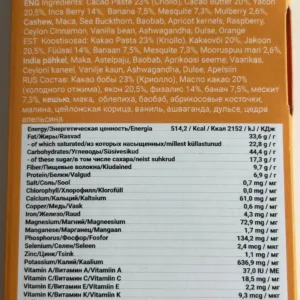 ENG Ingredients: Cacao Paste 23% (Criollo), Cacao Butter 20%, Yacon
20.5%, Inca Berries 14%, Banana 7,5%, Mesquite 7,3%, Mulberry 2,6%,
Cashew, Maca, Sea Buckthorn, Baobab, Apricot kernels, Raspberry,
Ceylon Cinnamon, Vanilla bean, Ashwagandha, Dulse, Orange
EST Koostisosad: Kakao Pasta 23% (Kriollo), Kakaovõi 20%, Jakoon
20.5%, Füüsal 14%, Banaan 7,5%, Mesquite 7,3%, Mooruspuu mari 2,6%,
India pähkel, Maca, Astelpaju, Baobab, Aprikoosi seeme, Vaarikas,
Ceyloni kaneel, Vanilje kaun, Ashwagandha, Dulse, Apelsin
RUS Состав: Какао бобы 23% (Криолло), Масло какао 20%
(холодного отжима), якон 20.5%, физалис 14%, банан 7,5%,
мескит 7,3%, кешью, мака, облепиха, баобаб, абрикосовые косточки,
малина, цейлонская корица, ваниль, ашваганда, дульсе, цедра
апельсина
Energy/Энергетическая ценность/Energia 514,2 / Kcal / Ккал 2152 / kJ / КДж
Fat/Жиры/Rasvad 33,6 g / г
- of which saturated/из которых насыщенных/millest küllastunud 22,8 g / г
Carbohydrates/Углеводы/Süsivesikud 44,4 g / г
- of these sugar/в том числе сахара/neist suhkrud 17,3 g / г
Fiber/Пищевые волокна/Kiudained 9,7 g / г
Protein/Белки/Valgud 6,9 g / г
Salt/Соль/Sool 0,7 mg / мг
Chlorophyll/Хлорофилл/Klorofüll 0,0 mg / мг
Calcium/Кальций/Kaltsium 61,0 mg / мг
Copper/Медь/Vask 0,6 mg / мг
Iron/Железо/Raud 4,3 mg / мг
Magnesium/Магний/Magneesium 72,9 mg / мг
Manganese/Марганец/Mangaan 1,7 mg / мг
Phosphorus/Фосфор/Fosfor 134,2 mg / мг
Selenium/Селен/Seleen 2,4 мкг / мкг
Zinc/Цинк/Tsink 1,1 mg / мг
Potassium/Калий/Kaalium 636,9 mg / мг
Vitamin A/Витамин А/Vitamiin A 37,0 IU / МЕ
Vitamin C/Витамин С/Vitamiin C 18,5 mg / мг
Vitamin E/Витамин Е/Vitamiin E 2,2 mg / мг
Vitamin K/Витамин К/Vitamiin K 9,3 мкг / мкг